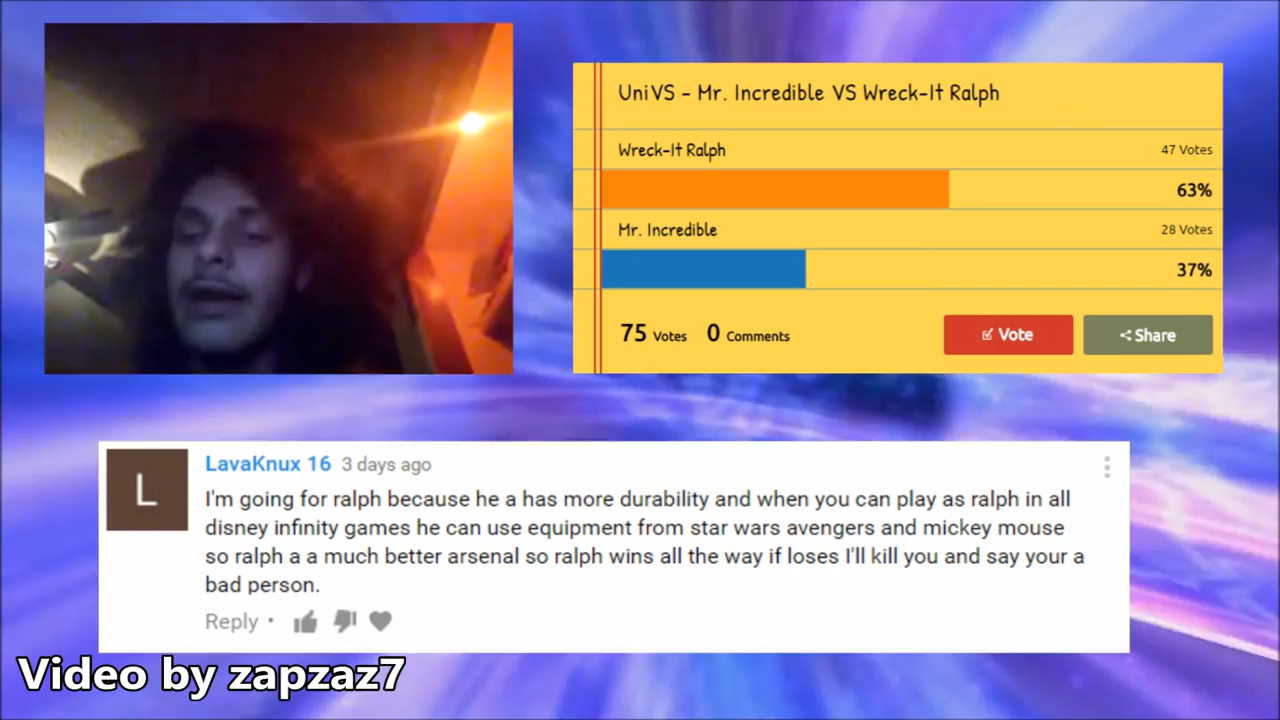 UniVS - Mr. Incredible VS Wreck-It Ralph
Wreck-It Ralph
47 Votes
63%
Mr. Incredible
28 Votes
37%
75 Votes 0 Comments
Vote
Share
L
LavaKnux 16 3 days ago
I'm going for ralph because he a has more durability and when you can play as ralph in all
disney infinity games he can use equipment from star wars avengers and mickey mouse
so ralph a a much better arsenal so ralph wins all the way if loses I'll kill you and say your a
bad person.
Reply •
Video by zapzaz7